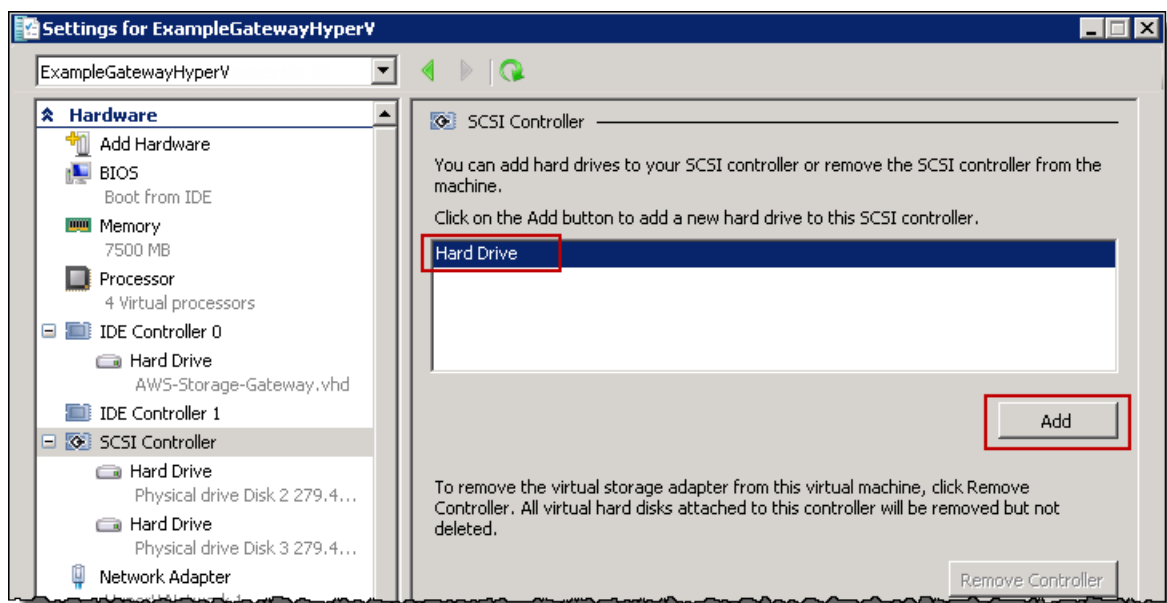 Settings for ExampleGatewayHyperV
ExampleGatewayHyperV
Hardware
Add Hardware
BIOS
Boot from IDE
Memory
7500 MB
Processor
4 Virtual processors
IDE Controller 0
Hard Drive
AWS-Storage-Gateway.vhd
IDE Controller 1
SCSI Controller
Hard Drive
Physical drive Disk 2 279.4...
Hard Drive
Physical drive Disk 3 279.4...
Network Adapter
SCSI Controller
You can add hard drives to your SCSI controller or remove the SCSI controller from the
machine.
Click on the Add button to add a new hard drive to this SCSI controller.
Hard Drive
Add
To remove the virtual storage adapter from this virtual machine, click Remove
Controller. All virtual hard disks attached to this controller will be removed but not
deleted.
Remove Controller